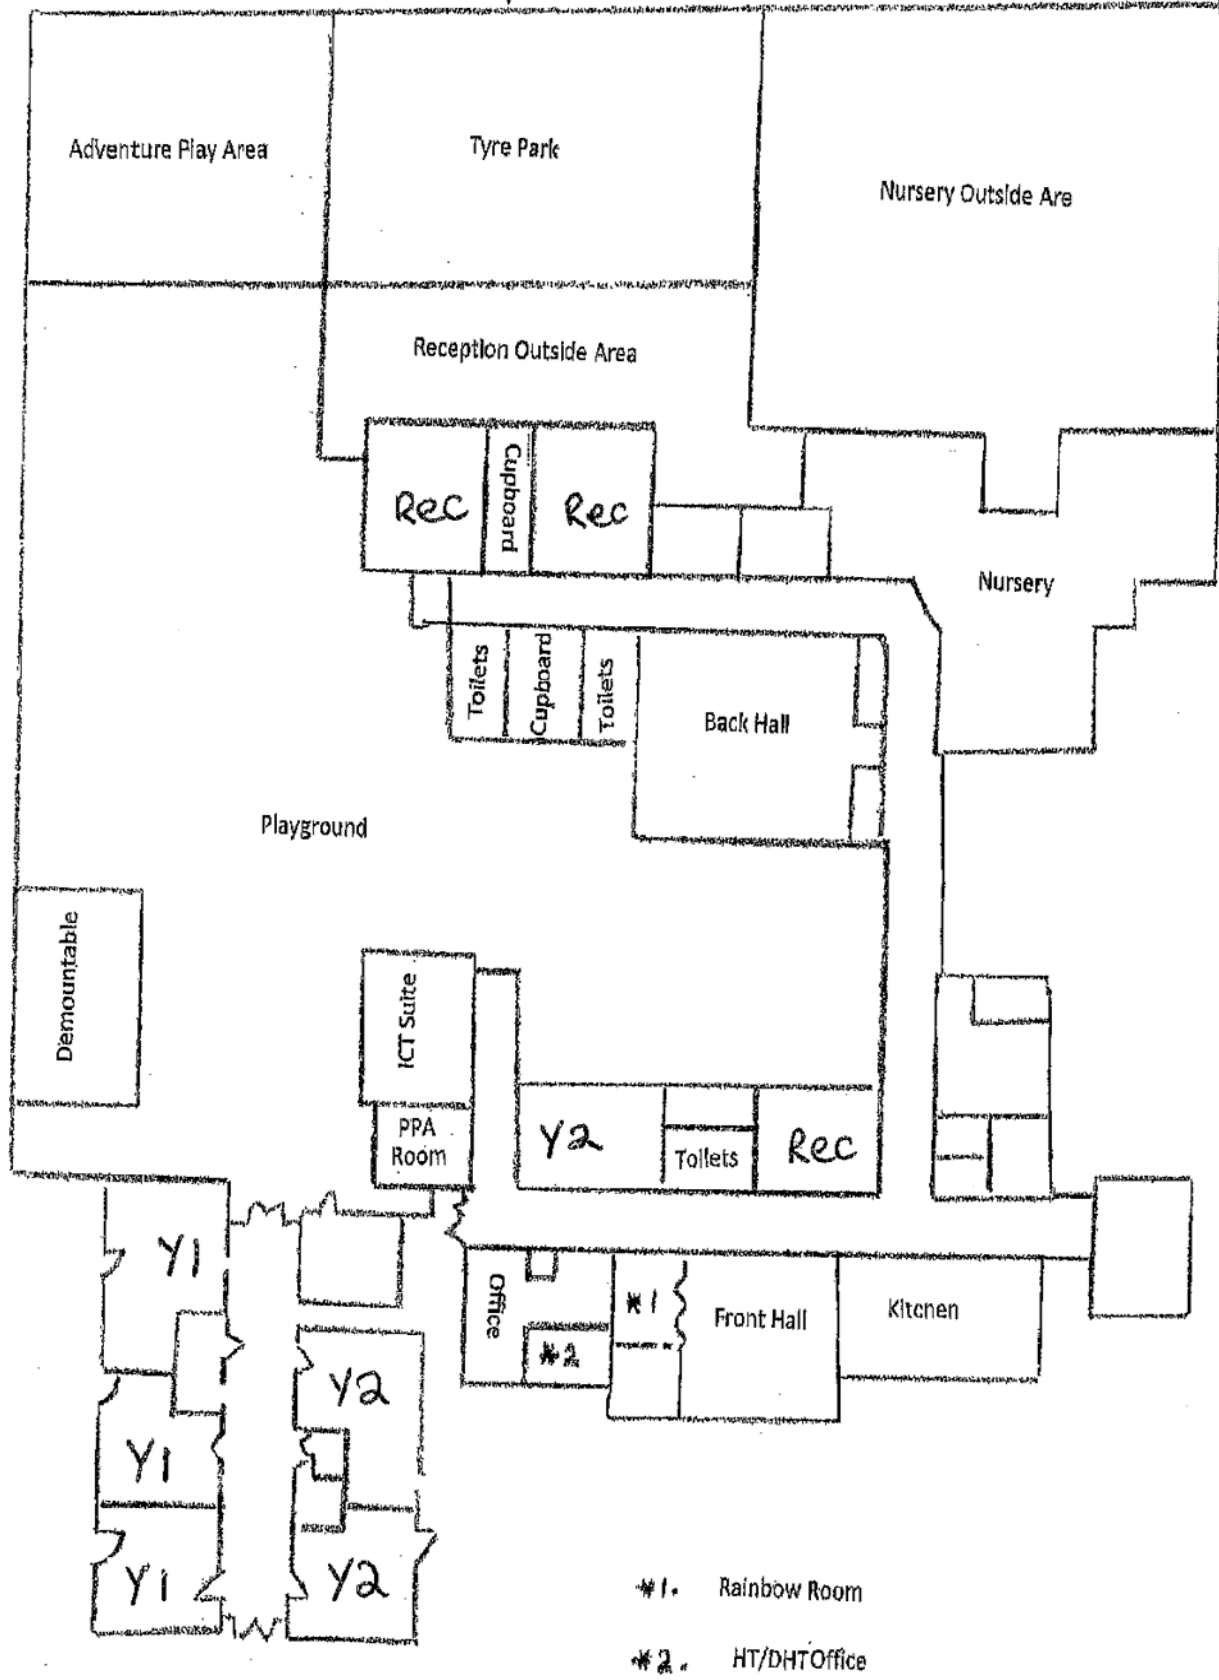 Adventure Play Area
Tyre Park
Nursery Outside Are
Reception Outside Area
Rec
Cupboard
Rec
Nursery
Toilets
Cupboard
Toilets
Back Hall
Playground
Demountable
ICT Suite
PPA
Room
Y2
Toilets
Rec
Y1
Office
*1
Front Hall
Kitchen
*2
Y2
Y1
Y1
Y2
*1. Rainbow Room
*2. HT/DHTOffice